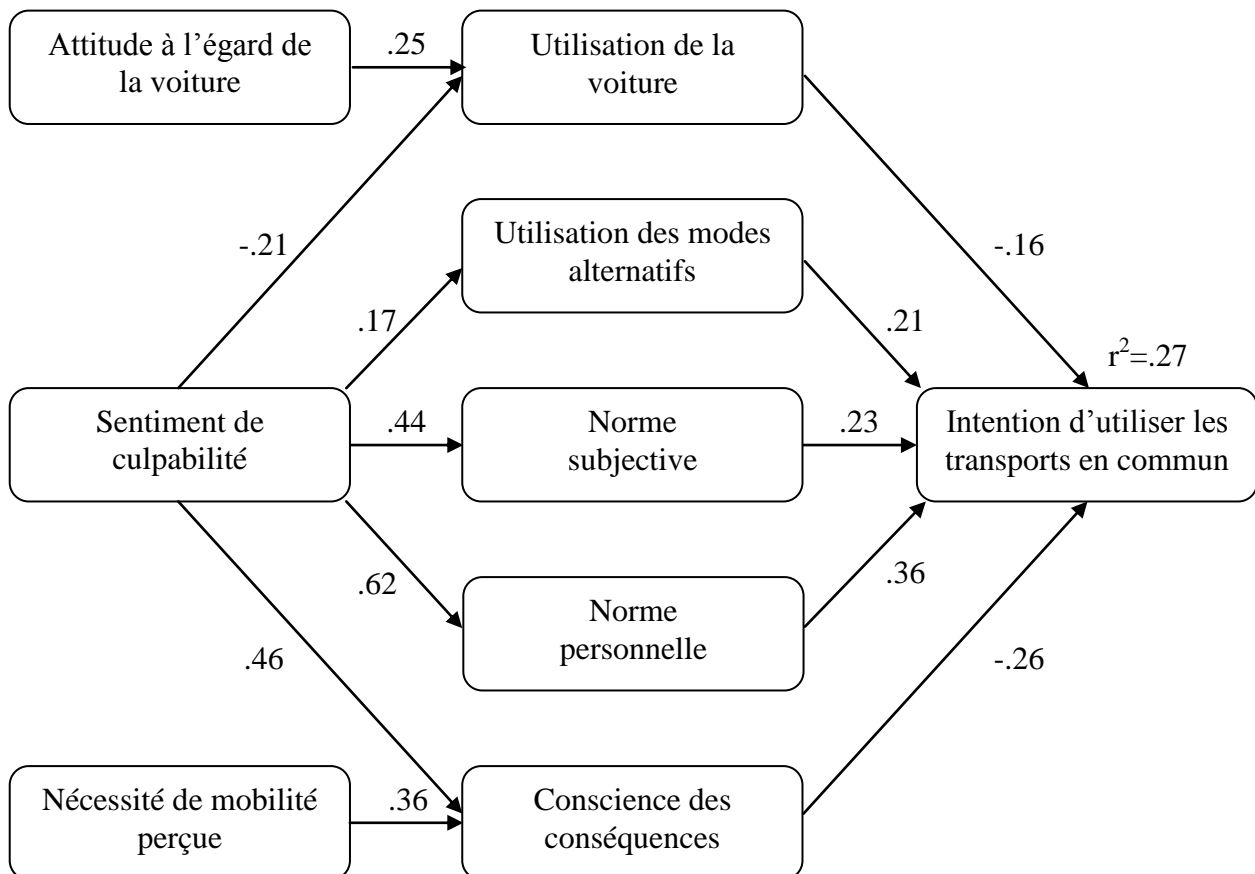 Attitude à l’égard de
la voiture
.25
Utilisation de la
voiture
-.21
Utilisation des modes
alternatifs
-.16
.17
.21
r²=.27
Sentiment de
culpabilité
.44
Norme
subjective
.23
Intention d’utiliser les
transports en commun
.62
Norme
personnelle
.36
.46
-.26
Nécessité de mobilité
perçue
.36
Conscience des
conséquences